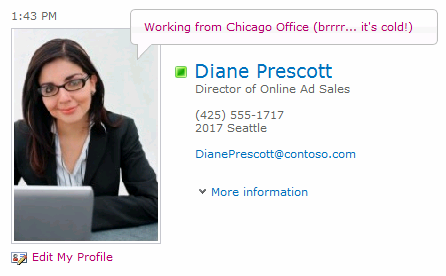 1:43 PM
Working from Chicago Office (brrrr... it's cold!)
Diane Prescott
Director of Online Ad Sales
(425) 555-1717
2017 Seattle
DianePrescott@contoso.com
More information
Edit My Profile